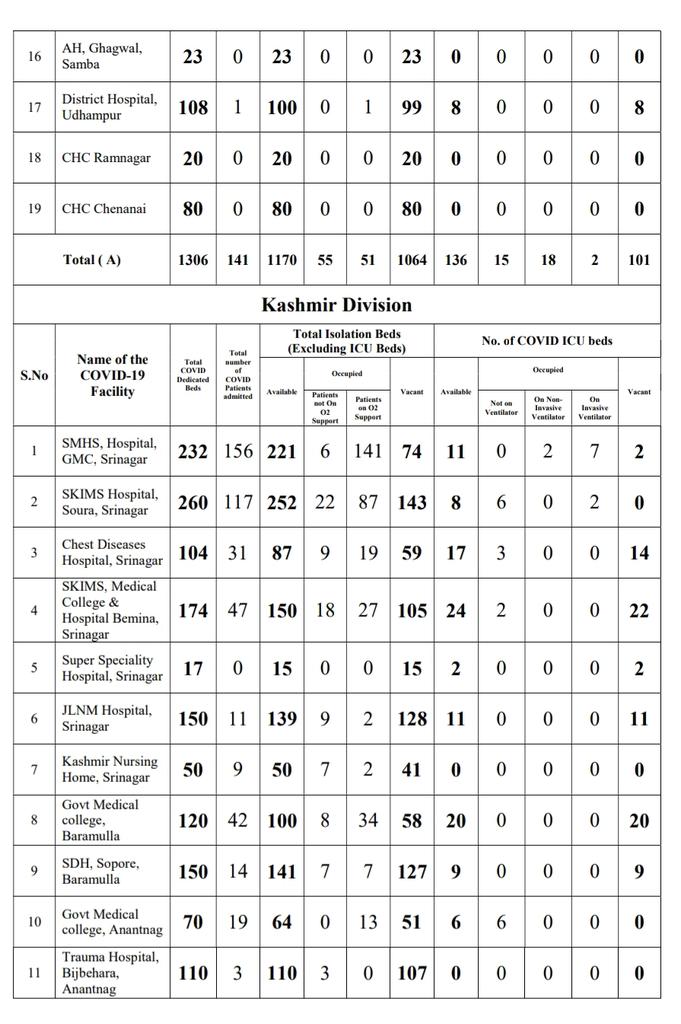 16 AH, Ghagwal, Samba 23 0 23 0 0 23 0 0 0 0 0
17 District Hospital, Udhampur 108 1 100 0 1 99 8 0 0 0 8
18 CHC Ramnagar 20 0 20 0 0 20 0 0 0 0 0
19 CHC Chenanai 80 0 80 0 0 80 0 0 0 0 0
Total ( A) 1306 141 1170 55 51 1064 136 15 18 2 101
Kashmir Division
S.No Name of the COVID-19 Facility Total COVID Dedicated Beds Total number of COVID Patients admitted Total Isolation Beds (Excluding ICU Beds) No. of COVID ICU beds
Available Occupied Vacant Available Occupied Vacant
Patients not On O2 Support Patients on O2 Support Not on Ventilator On Non-Invasive Ventilator On Invasive Ventilator
1 SMHS, Hospital, GMC, Srinagar 232 156 221 6 141 74 11 0 2 7 2
2 SKIMS Hospital, Soura, Srinagar 260 117 252 22 87 143 8 6 0 2 0
3 Chest Diseases Hospital, Srinagar 104 31 87 9 19 59 17 3 0 0 14
4 SKIMS, Medical College & Hospital Bemina, Srinagar 174 47 150 18 27 105 24 2 0 0 22
5 Super Speciality Hospital, Srinagar 17 0 15 0 0 15 2 0 0 0 2
6 JLNM Hospital, Srinagar 150 11 139 9 2 128 11 0 0 0 11
7 Kashmir Nursing Home, Srinagar 50 9 50 7 2 41 0 0 0 0 0
8 Govt Medical college, Baramulla 120 42 100 8 34 58 20 0 0 0 20
9 SDH, Sopore, Baramulla 150 14 141 7 7 127 9 0 0 0 9
10 Govt Medical college, Anantnag 70 19 64 0 13 51 6 6 0 0 0
11 Trauma Hospital, Bijbehara, Anantnag 110 3 110 3 0 107 0 0 0 0 0